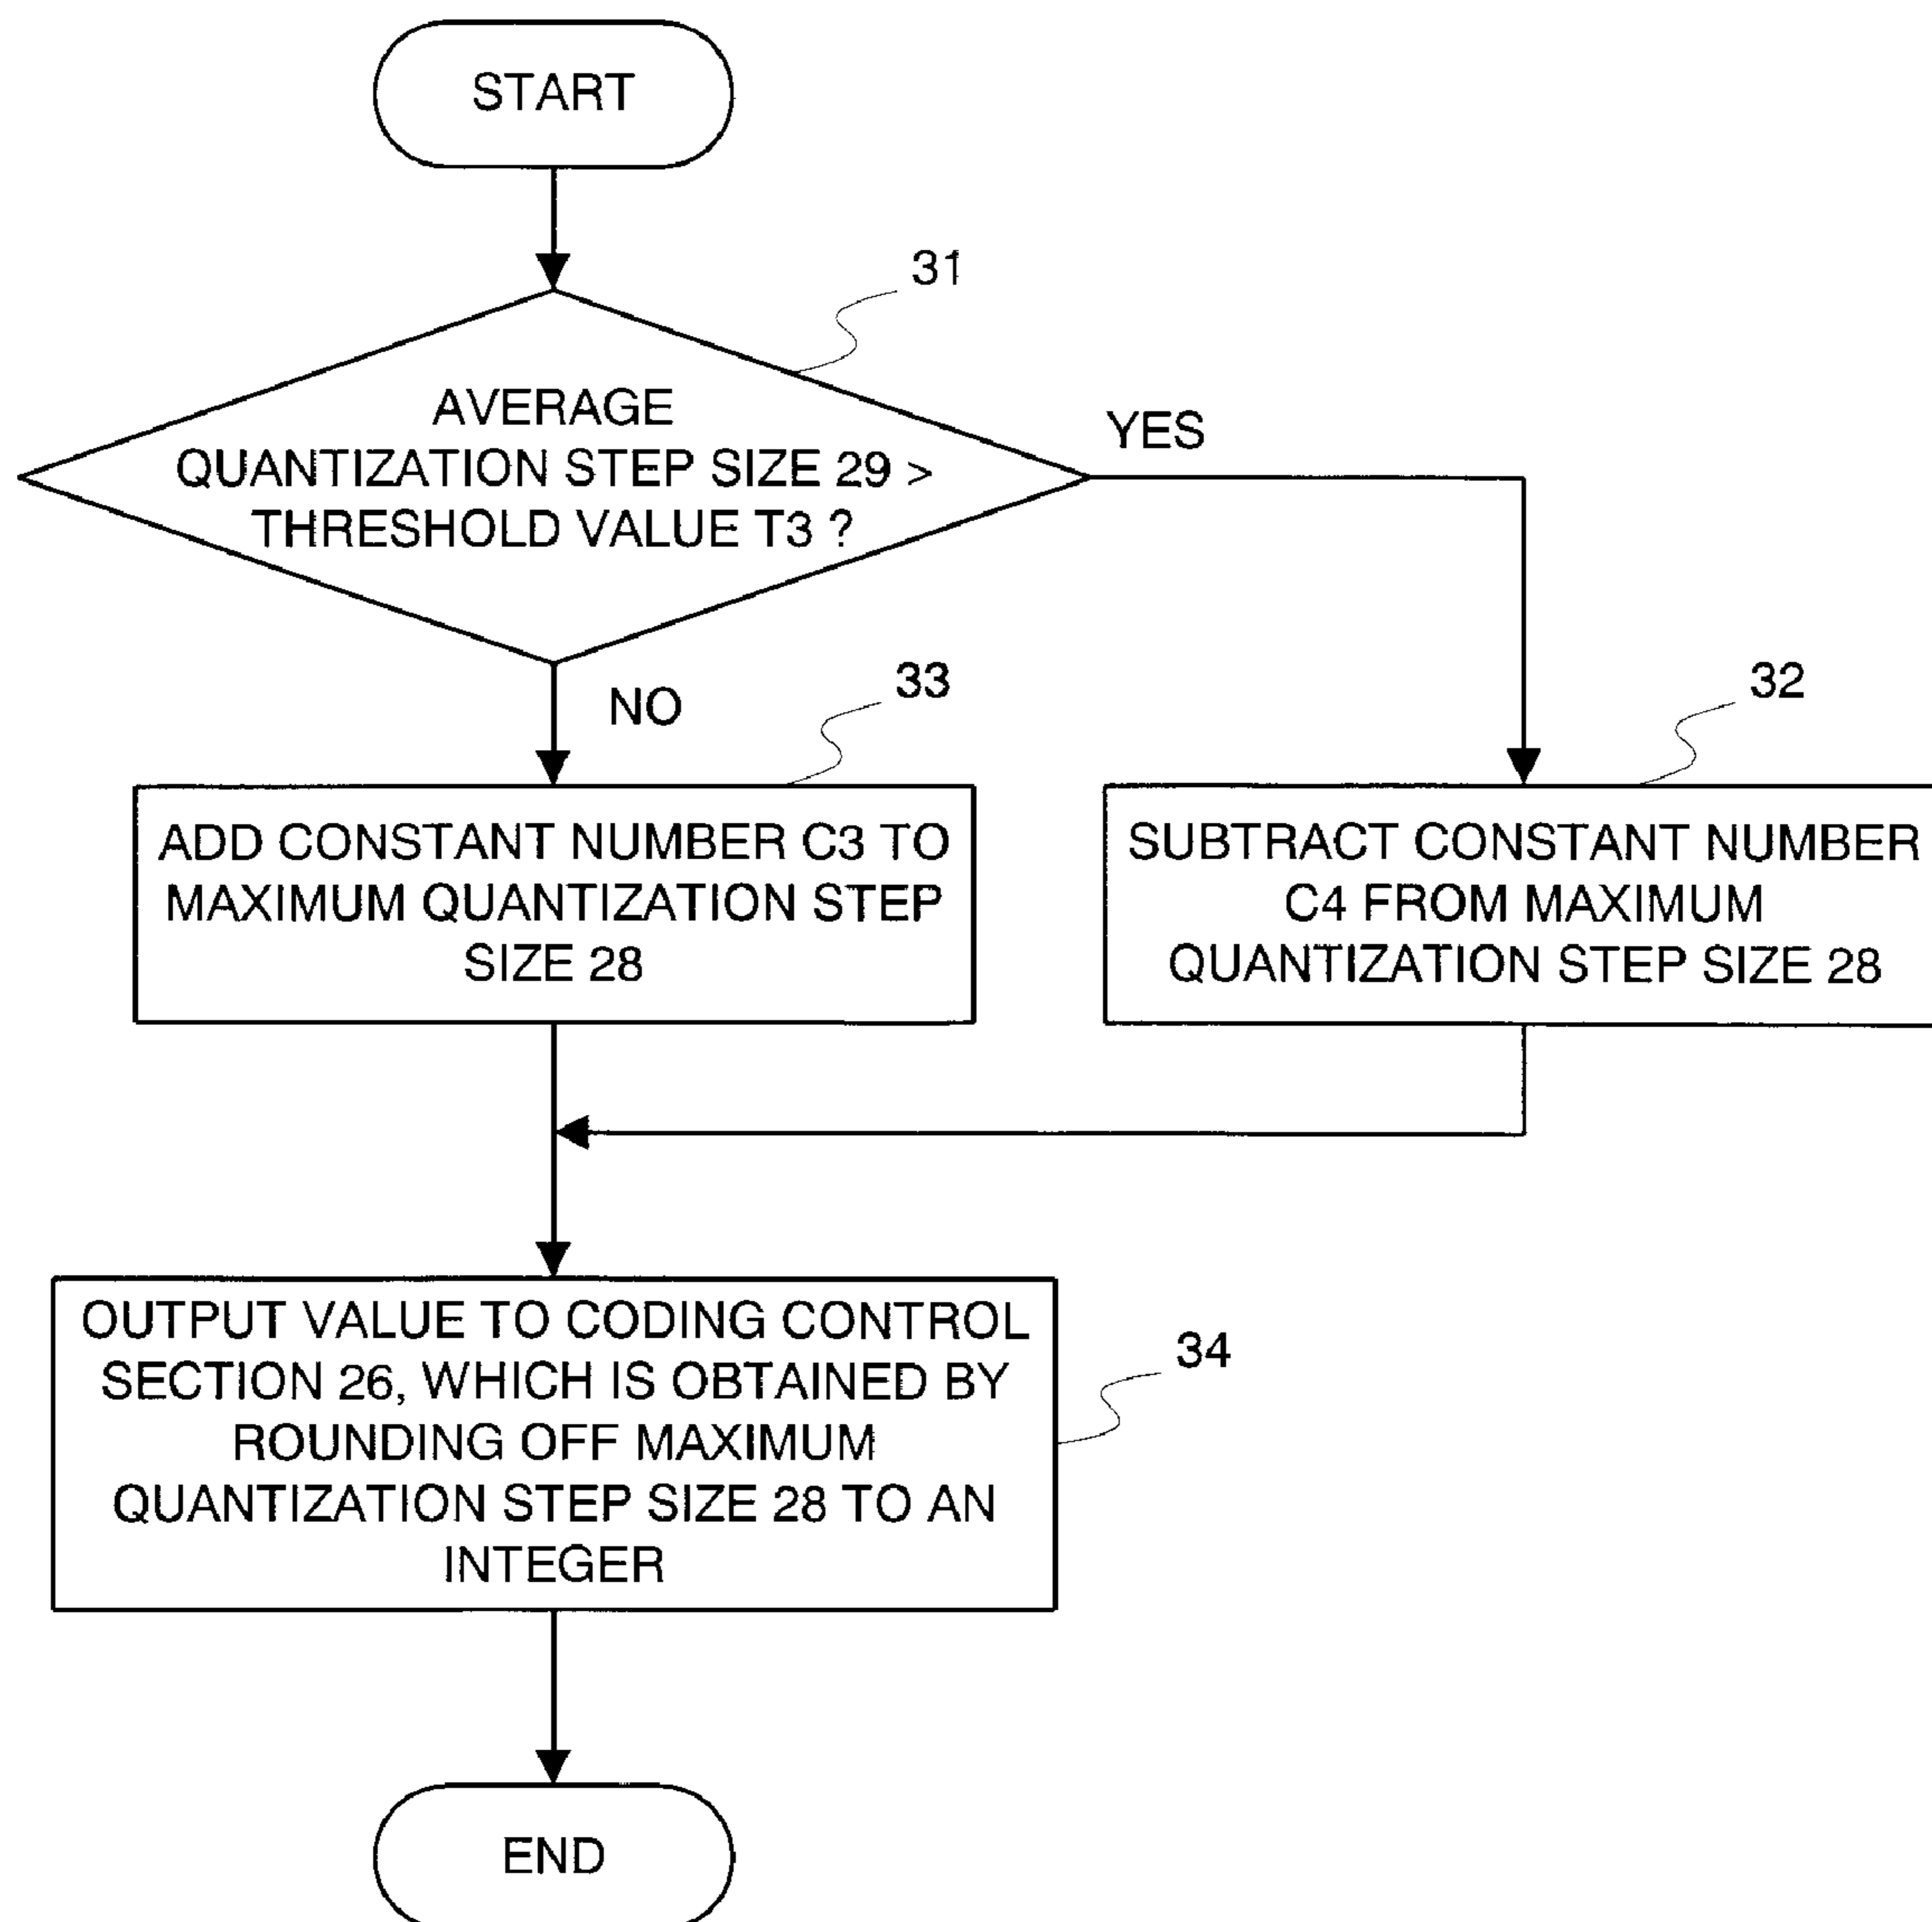 START
31
AVERAGE
QUANTIZATION STEP SIZE 29 >
THRESHOLD VALUE T3 ?
YES
NO
33
32
ADD CONSTANT NUMBER C3 TO
MAXIMUM QUANTIZATION STEP
SIZE 28
SUBTRACT CONSTANT NUMBER
C4 FROM MAXIMUM
QUANTIZATION STEP SIZE 28
OUTPUT VALUE TO CODING CONTROL
SECTION 26, WHICH IS OBTAINED BY
ROUNDING OFF MAXIMUM
QUANTIZATION STEP SIZE 28 TO AN
INTEGER
34
END